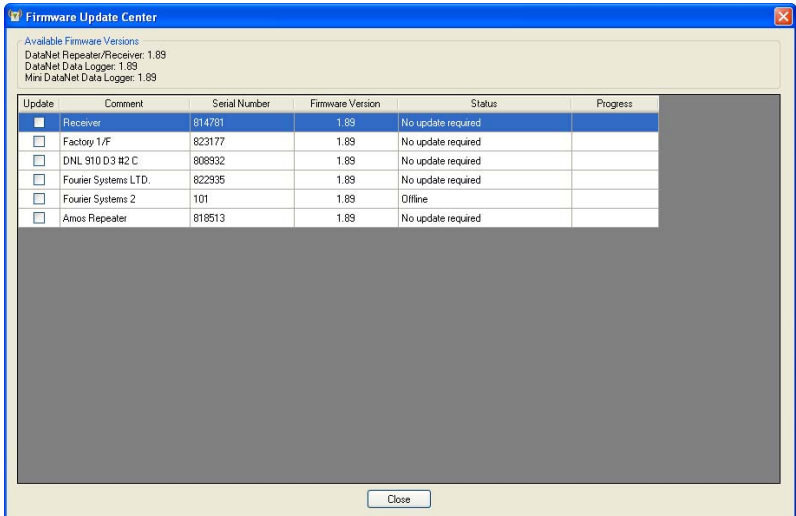 Firmware Update Center
Available Firmware Versions
DataNet Repeater/Receiver: 1.89
DataNet Data Logger: 1.89
Mini DataNet Data Logger: 1.89
Update Comment Serial Number Firmware Version Status Progress
Receiver 814781 1.89 No update required
Factory 1/F 823177 1.89 No update required
DNL 910 D3 #2 C 808932 1.89 No update required
Fourier Systems LTD. 822935 1.89 No update required
Fourier Systems 2 101 1.89 Offline
Amos Repeater 818513 1.89 No update required
Close